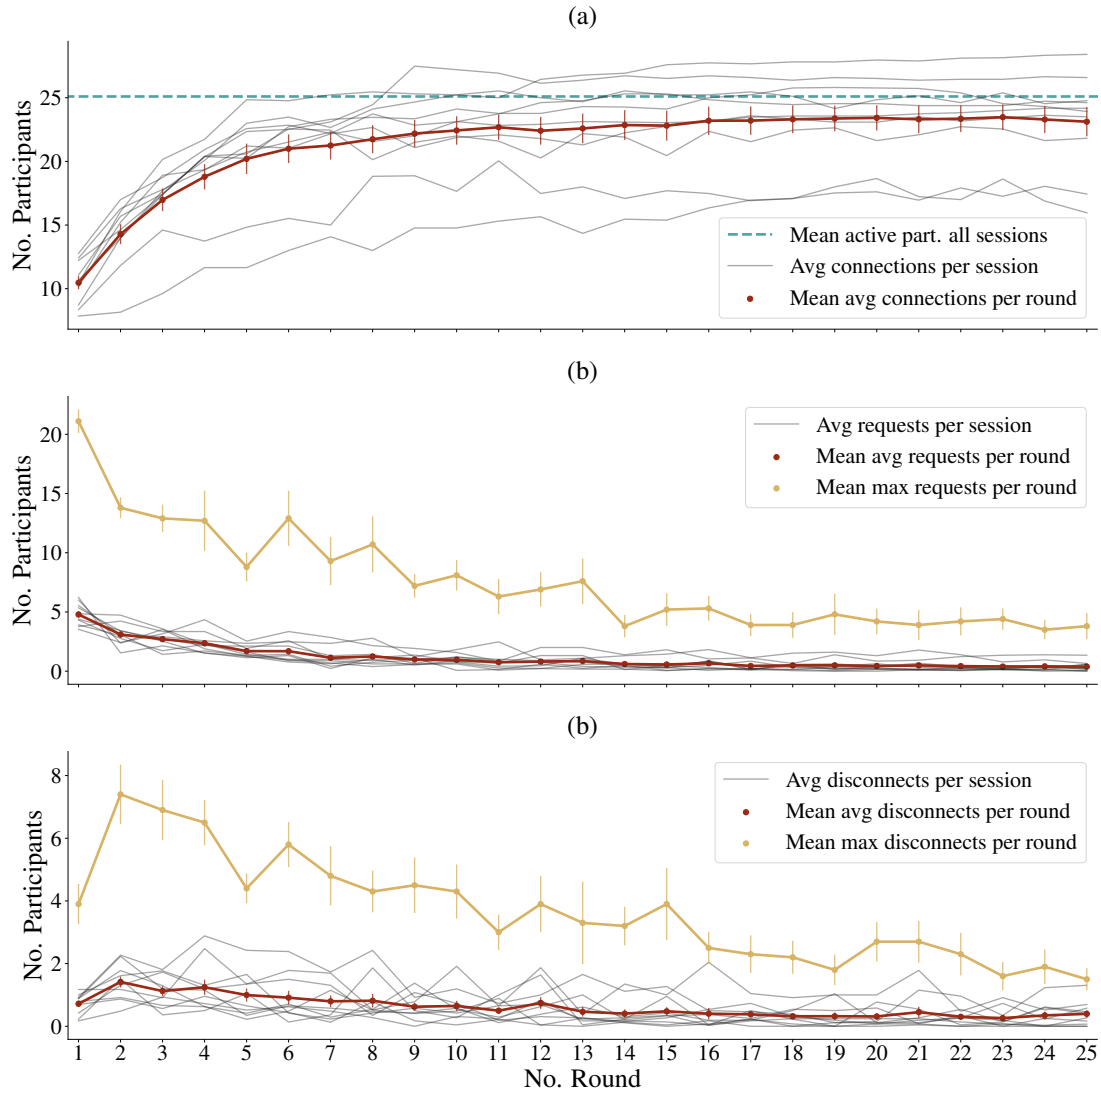 (a)
No. Participants
25
20
15
10
Mean active part. all sessions
Avg connections per session
Mean avg connections per round
(b)
No. Participants
20
15
10
5
0
Avg requests per session
Mean avg requests per round
Mean max requests per round
(b)
No. Participants
8
6
4
2
0
Avg disconnects per session
Mean avg disconnects per round
Mean max disconnects per round
1 2 3 4 5 6 7 8 9 10 11 12 13 14 15 16 17 18 19 20 21 22 23 24 25
No. Round